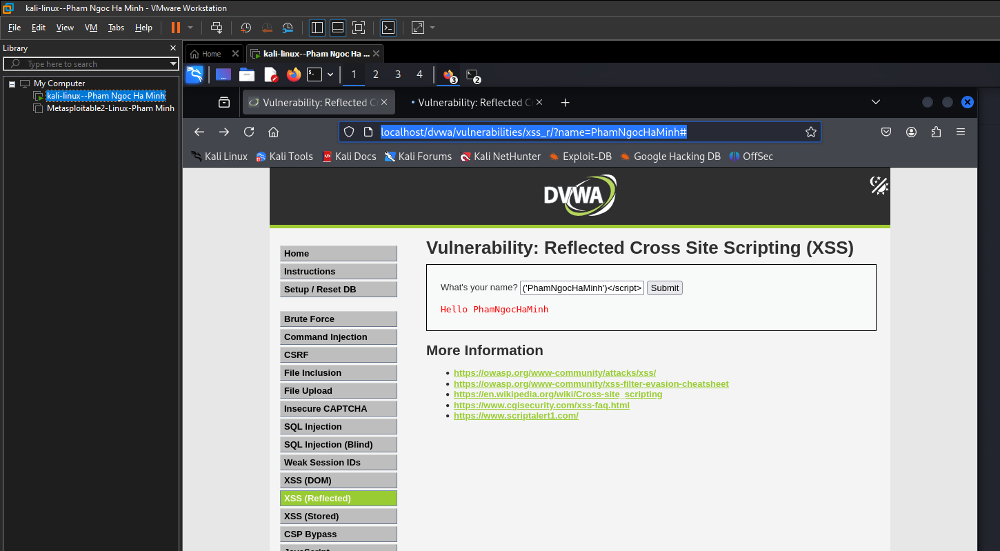 kali-linux--Pham Ngoc Ha Minh - VMware Workstation
File Edit View VM Tabs Help
Library
Type here to search
My Computer
kali-linux--Pham Ngoc Ha Minh
Metasploitable2-Linux-Pham Minh
Home
kali-linux--Pham Ngoc Ha ...
1 2 3 4 3 2
Vulnerability: Reflected C
Vulnerability: Reflected C
localhost/dvwa/vulnerabilities/xss_r/?name=PhamNgocHaMinh#
Kali Linux Kali Tools Kali Docs Kali Forums Kali NetHunter Exploit-DB Google Hacking DB OffSec
DVWA
Home
Instructions
Setup / Reset DB
Brute Force
Command Injection
CSRF
File Inclusion
File Upload
Insecure CAPTCHA
SQL Injection
SQL Injection (Blind)
Weak Session IDs
XSS (DOM)
XSS (Reflected)
XSS (Stored)
CSP Bypass
JavaScript
Vulnerability: Reflected Cross Site Scripting (XSS)
What's your name? ('PhamNgocHaMinh')</script> Submit
Hello PhamNgocHaMinh
More Information
https://owasp.org/www-community/attacks/xss/
https://owasp.org/www-community/xss-filter-evasion-cheatsheet
https://en.wikipedia.org/wiki/Cross-site_scripting
https://www.cgisecurity.com/xss-faq.html
https://www.scriptalert1.com/